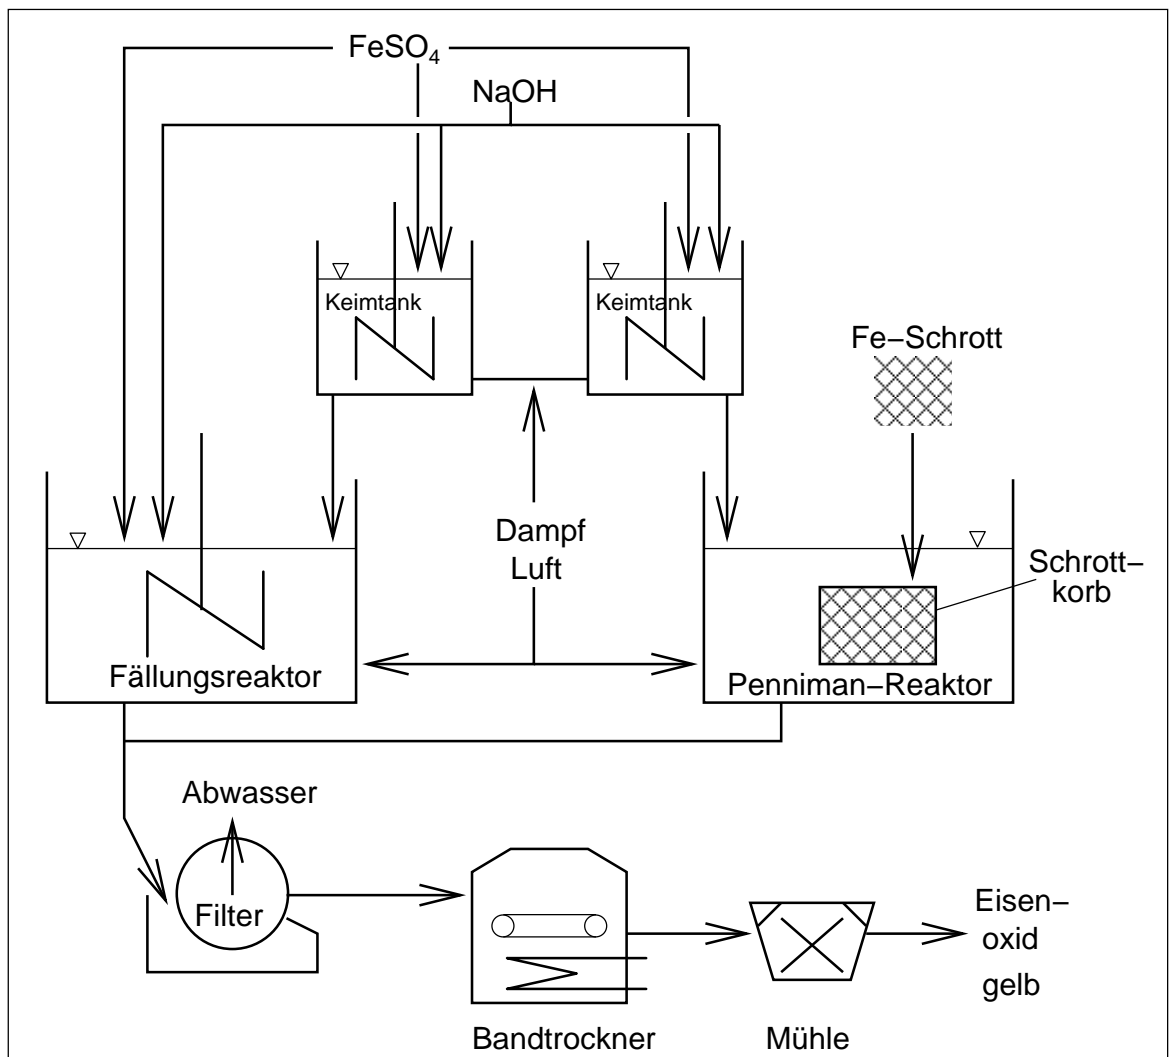 FeSO4
NaOH
Keimtank
Keimtank
Fe−Schrott
Dampf
Luft
Schrott−
korb
Fällungsreaktor
Penniman−Reaktor
Abwasser
Filter
Eisen−
oxid
gelb
Bandtrockner
Mühle